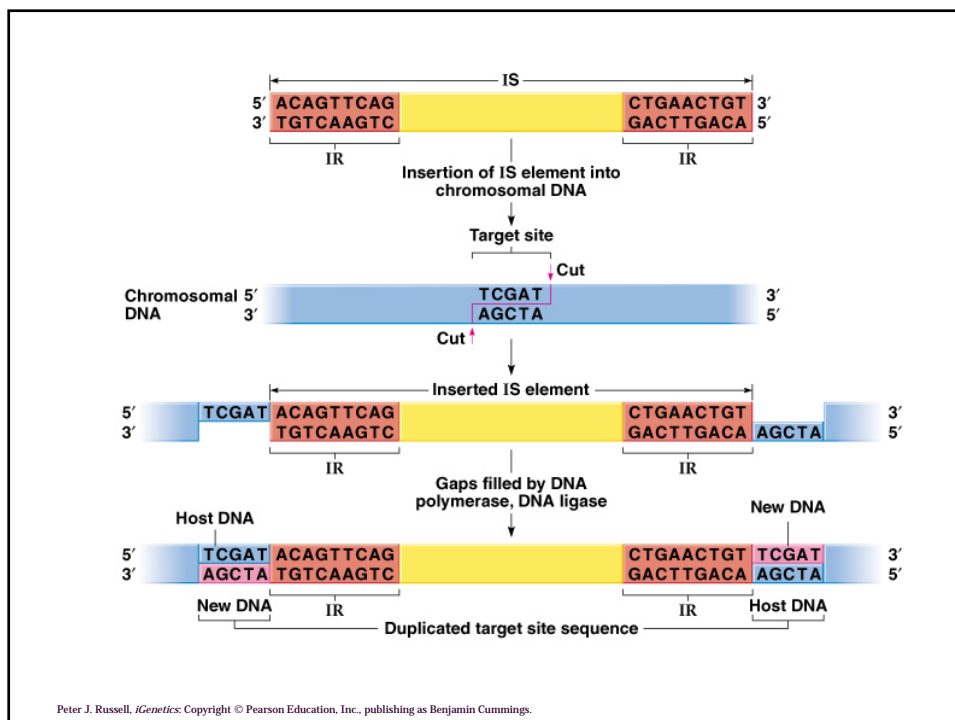 IS
5′ ACAGTTCAG CTGAACTGT 3′
3′ TGTCAAGTC GACTTGACA 5′
IR IR
Insertion of IS element into
chromosomal DNA
Target site
Cut
Chromosomal 5′ TCGAT 3′
DNA 3′ AGCTA 5′
Cut
Inserted IS element
5′ TCGAT ACAGTTCAG CTGAACTGT 3′
3′ TGTCAAGTC GACTTGACA AGCTA 5′
IR IR
Gaps filled by DNA
polymerase, DNA ligase
Host DNA New DNA
5′ TCGAT ACAGTTCAG CTGAACTGT TCGAT 3′
3′ AGCTA TGTCAAGTC GACTTGACA AGCTA 5′
New DNA IR IR Host DNA
Duplicated target site sequence
Peter J. Russell, iGenetics: Copyright © Pearson Education, Inc., publishing as Benjamin Cummings.